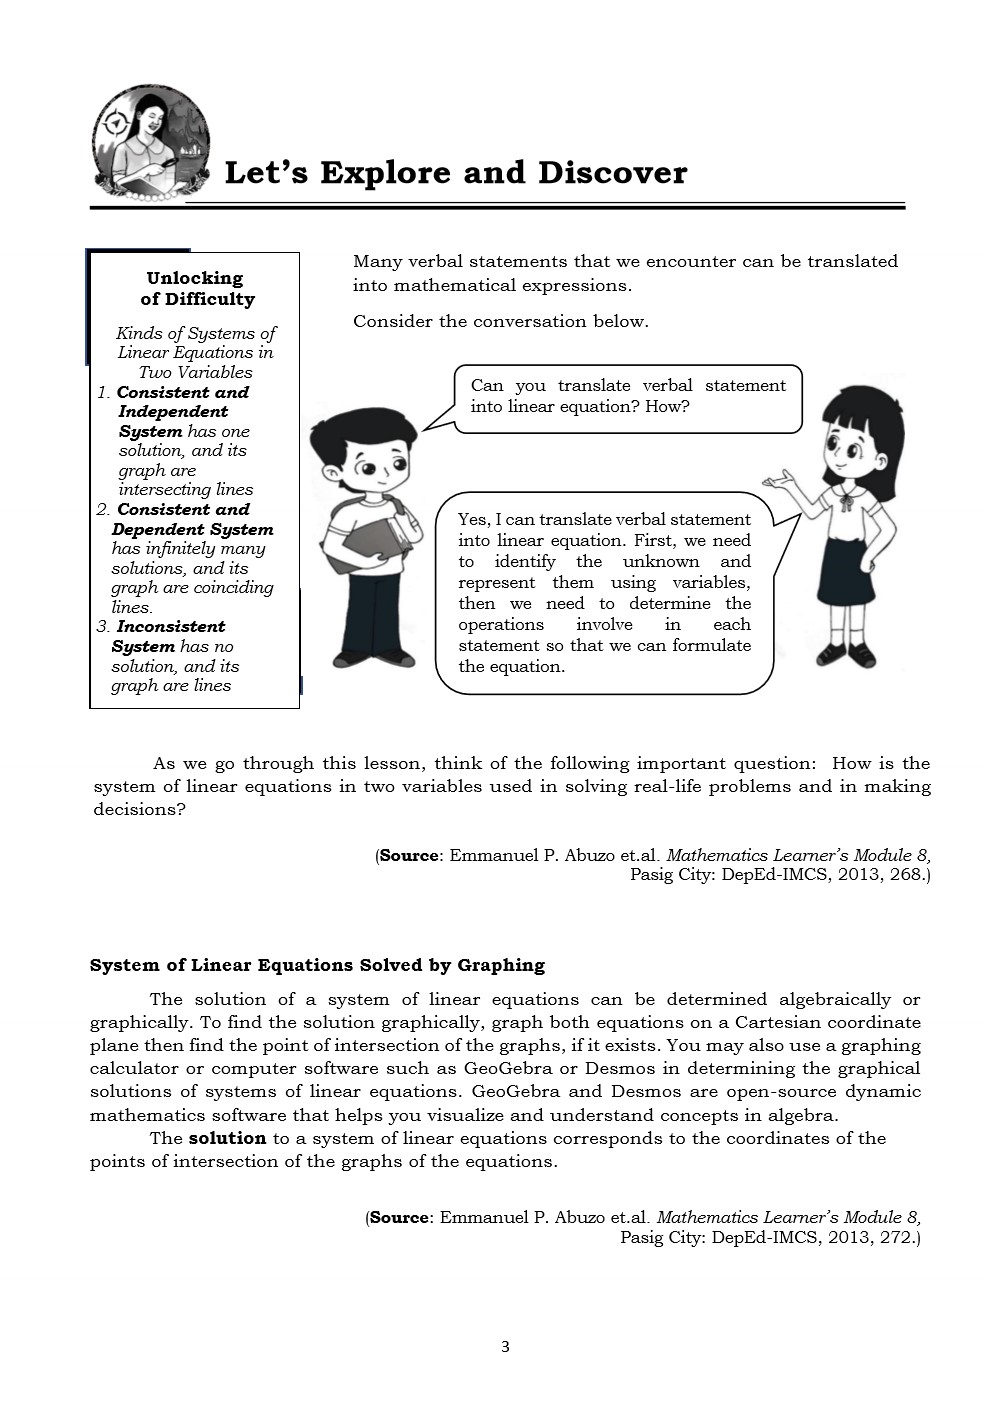 Let's Explore and Discover
Unlocking
of Difficulty
Kinds of Systems of
Linear Equations in
Two Variables
1. Consistent and
Independent
System has one
solution, and its
graph are
intersecting lines
2. Consistent and
Dependent System
has infinitely many
solutions, and its
graph are coinciding
lines.
3. Inconsistent
System has no
solution, and its
graph are lines
Many verbal statements that we encounter can be translated
into mathematical expressions.
Consider the conversation below.
Can you translate verbal statement
into linear equation? How?
Yes, I can translate verbal statement
into linear equation. First, we need
to identify the unknown and
represent them using variables,
then we need to determine the
operations involve in each
statement so that we can formulate
the equation.
As we go through this lesson, think of the following important question: How is the
system of linear equations in two variables used in solving real-life problems and in making
decisions?
(Source: Emmanuel P. Abuzo et.al. Mathematics Learner's Module 8,
Pasig City: DepEd-IMCS, 2013, 268.)
System of Linear Equations Solved by Graphing
The solution of a system of linear equations can be determined algebraically or
graphically. To find the solution graphically, graph both equations on a Cartesian coordinate
plane then find the point of intersection of the graphs, if it exists. You may also use a graphing
calculator or computer software such as GeoGebra or Desmos in determining the graphical
solutions of systems of linear equations. GeoGebra and Desmos are open-source dynamic
mathematics software that helps you visualize and understand concepts in algebra.
The solution to a system of linear equations corresponds to the coordinates of the
points of intersection of the graphs of the equations.
(Source: Emmanuel P. Abuzo et.al. Mathematics Learner's Module 8,
Pasig City: DepEd-IMCS, 2013, 272.)
3